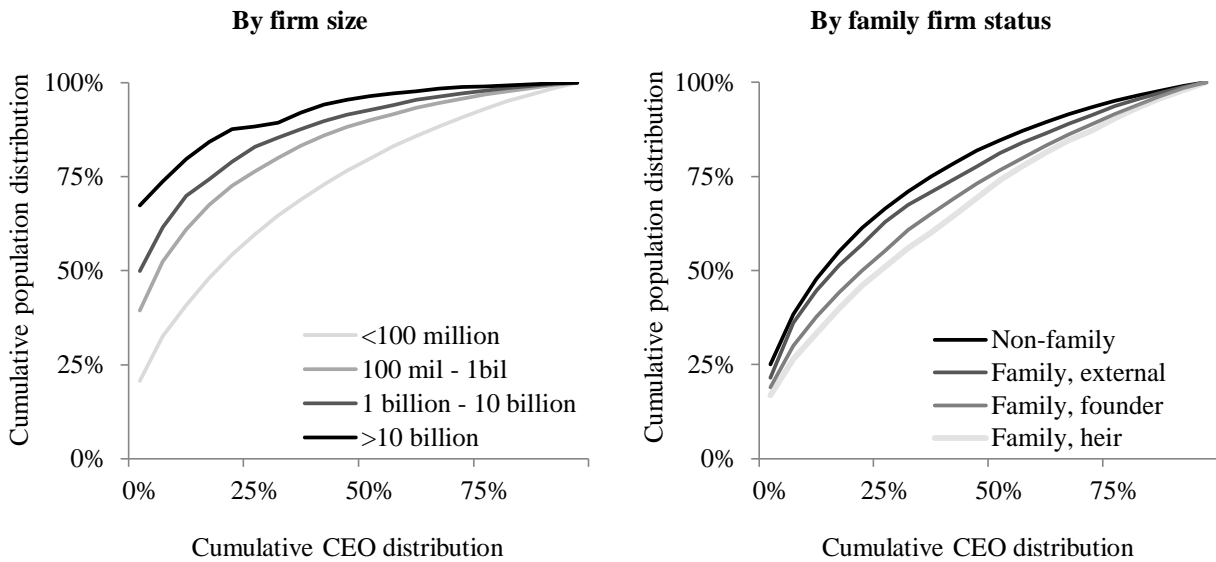 By firm size
Cumulative population distribution
100%
75%
50%
25%
0%
<100 million
100 mil - 1bil
1 billion - 10 billion
>10 billion
0%
25%
50%
75%
Cumulative CEO distribution
By family firm status
Cumulative population distribution
100%
75%
50%
25%
0%
Non-family
Family, external
Family, founder
Family, heir
0%
25%
50%
75%
Cumulative CEO distribution